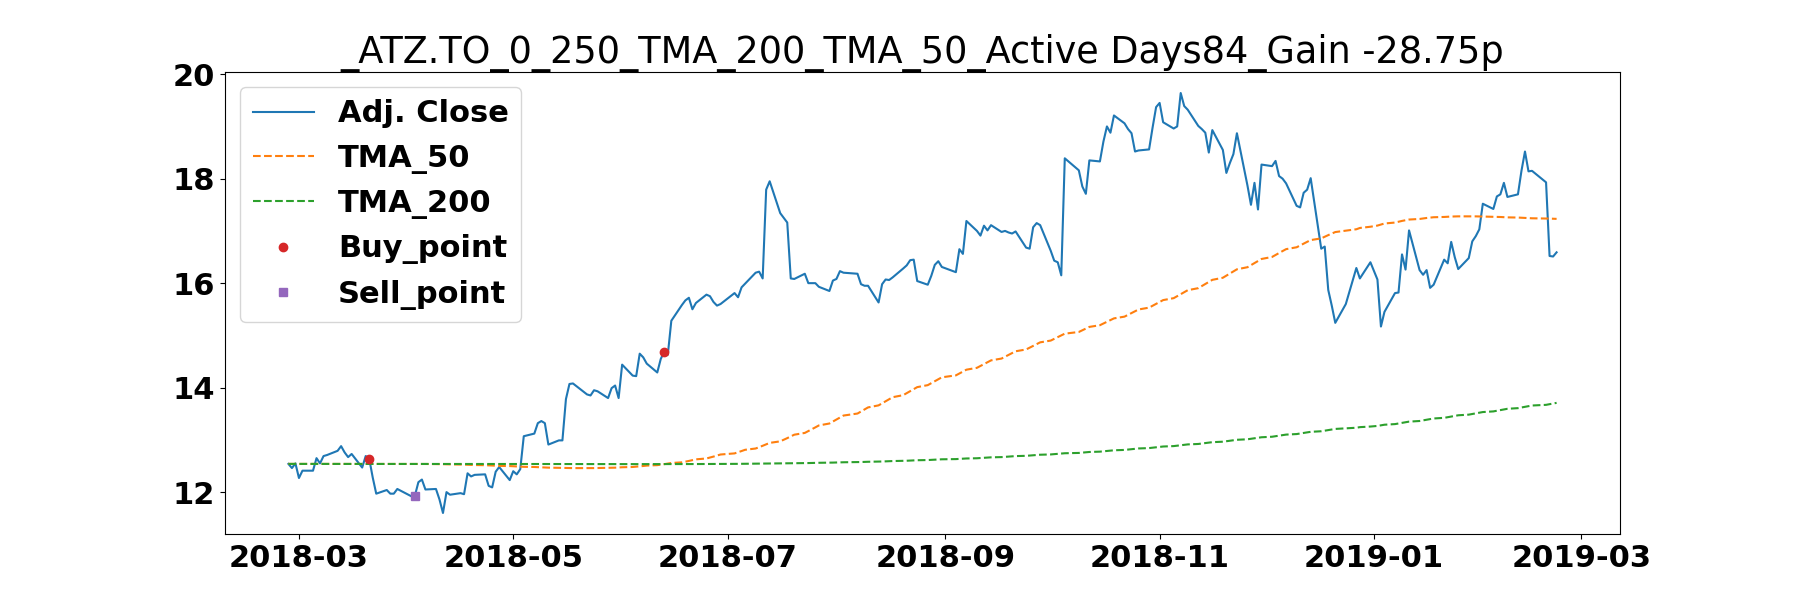 _ATZ.TO_0_250_TMA_200_TMA_50_Active Days84_Gain -28.75p
20
18
16
14
12
Adj. Close
TMA_50
TMA_200
Buy_point
Sell_point
2018-03 2018-05 2018-07 2018-09 2018-11 2019-01 2019-03